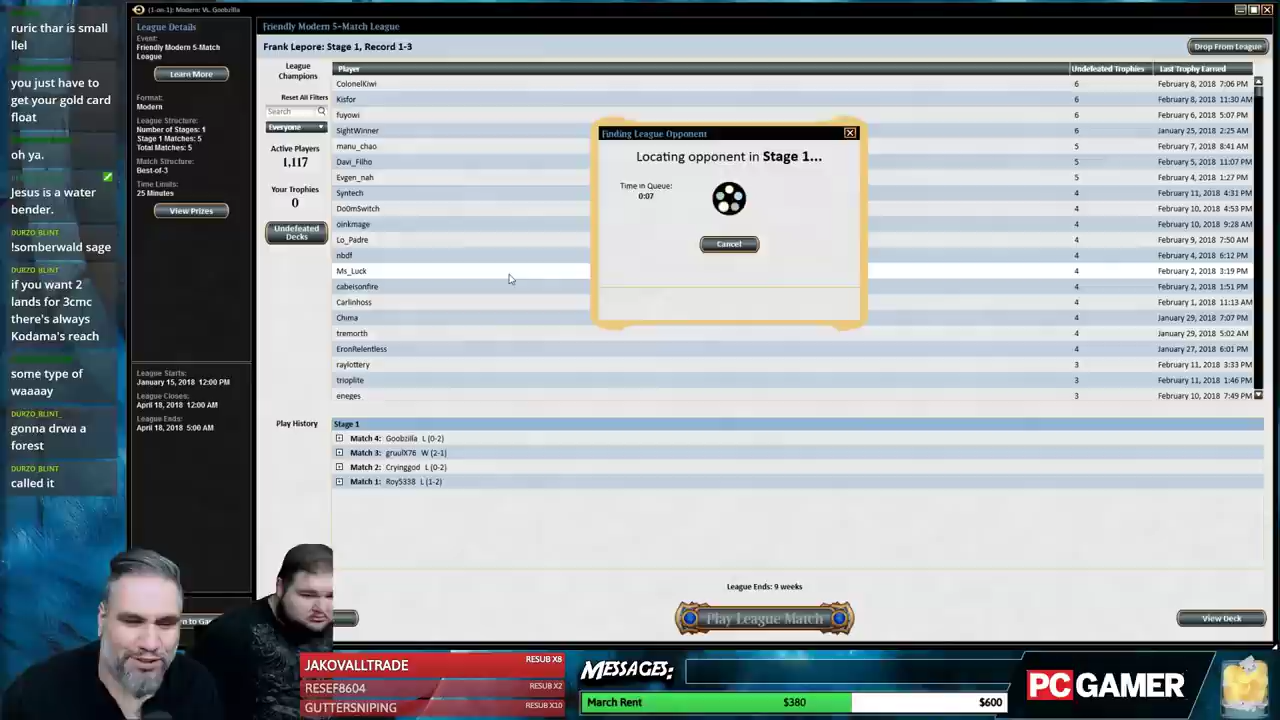 ruric thar is small
llel
you just have to
get your gold card
float
oh ya.
Jesus is a water
bender.
DURZO_BLINT
!somberwald sage
DURZO_BLINT
if you want 2
lands for 3cmc
there's always
Kodama's reach
some type of
waaaay
DURZO_BLINT_
gonna drwa a
forest
DURZO_BLINT
called it
(1-on-1): Modern: Vs. Goobzilla
League Details
Event:
Friendly Modern 5-Match
League
Learn More
Format:
Modern
League Structure:
Number of Stages: 1
Stage 1 Matches: 5
Total Matches: 5
Match Structure:
Best-of-3
Time Limits:
25 Minutes
View Prizes
League Starts:
January 15, 2018 12:00 PM
League Closes:
April 18, 2018 12:00 AM
League Ends:
April 18, 2018 5:00 AM
Friendly Modern 5-Match League
Frank Lepore: Stage 1, Record 1-3
Drop From League
League
Champions
Reset All Filters
Search
Everyone
Active Players
1,117
Your Trophies
0
Undefeated
Decks
Player Undefeated Trophies Last Trophy Earned
ColonelKiwi 6 February 8, 2018 7:06 PM
Kisfor 6 February 8, 2018 11:30 AM
fuyowi 6 February 6, 2018 5:07 PM
SightWinner 6 January 25, 2018 2:25 AM
manu_chao 5 February 7, 2018 8:41 AM
Davi_Filho 5 February 5, 2018 11:07 PM
Evgen_nah 5 February 4, 2018 1:27 PM
Syntech 4 February 11, 2018 4:31 PM
Do0mSwitch 4 February 10, 2018 4:53 PM
oinkmage 4 February 10, 2018 9:28 AM
Lo_Padre 4 February 9, 2018 7:50 AM
nbdf 4 February 4, 2018 6:12 PM
Ms_Luck 4 February 2, 2018 3:19 PM
cabeisonfire 4 February 2, 2018 1:51 PM
Carlinhoss 4 February 1, 2018 11:13 AM
Chima 4 January 29, 2018 7:07 PM
tremorth 4 January 29, 2018 5:02 AM
EronRelentless 4 January 27, 2018 6:01 PM
raylottery 3 February 11, 2018 3:33 PM
trioplite 3 February 11, 2018 1:46 PM
eneges 3 February 10, 2018 7:49 PM
Finding League Opponent
Locating opponent in Stage 1...
Time in Queue:
0:07
Cancel
Play History
Stage 1
Match 4: Goobzilla L (0-2)
Match 3: gruulX76 W (2-1)
Match 2: Cryinggod L (0-2)
Match 1: Roy5338 L (1-2)
League Ends: 9 weeks
Play League Match
View Deck
JAKOVALLTRADE RESUB X8
RESEF8604 RESUB X2
GUTTERSNIPING RESUB X10
MESSAGES:
March Rent $380 $600
PC GAMER